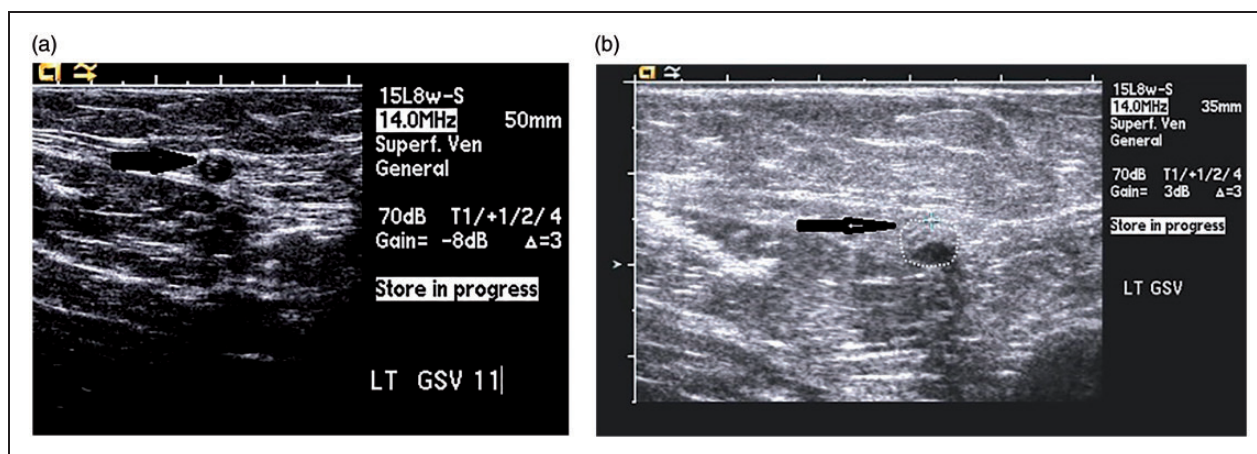 (a)
15L8w-S
14.0MHz 50mm
Superf. Ven
General
70dB T1/+1/2/4
Gain= -8dB Δ=3
Store in progress
LT GSV 11
(b)
15L8w-S
14.0MHz 35mm
Superf. Ven
General
70dB T1/+1/2/4
Gain= 3dB Δ=3
Store in progress
LT GSV